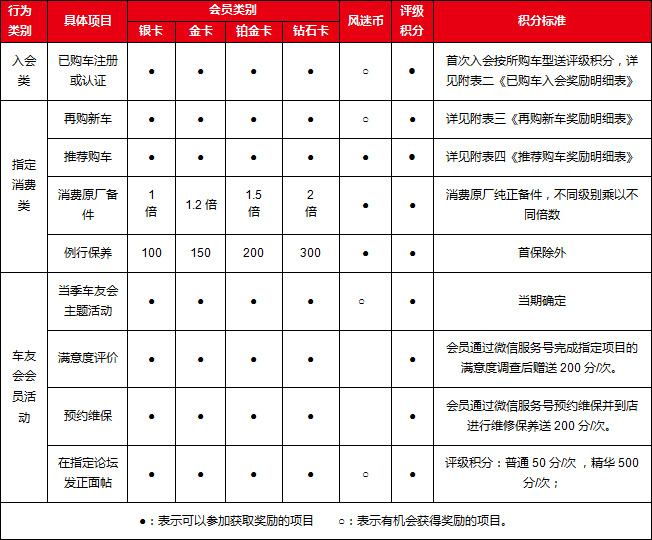 行为类别 具体项目 会员类别 风迷币 评级积分 积分标准
银卡 金卡 铂金卡 钻石卡
入会类 已购车注册或认证 ● ● ● ● ○ ● 首次入会按所购车型送评级积分，详见附表二《已购车入会奖励明细表》
指定消费类 再购新车 ● ● ● ● ○ ● 详见附表三《再购新车奖励明细表》
推荐购车 ● ● ● ● ● ● 详见附表四《推荐购车奖励明细表》
消费原厂备件 1倍 1.2倍 1.5倍 2倍 ● ● 消费原厂纯正备件，不同级别乘以不同倍数
例行保养 100 150 200 300 ● ● 首保除外
车友会会员活动 当季车友会主题活动 ● ● ● ● ○ ● 当期确定
满意度评价 ● ● ● ● ● 会员通过微信服务号完成指定项目的满意度调查后赠送 200 分/次。
预约维保 ● ● ● ● ● 会员通过微信服务号预约维保并到店进行维修保养送 200 分/次。
在指定论坛发正面帖 ● ● ● ● ○ ● 评级积分：普通 50 分/次 ，精华 500 分/次；
●：表示可以参加获取奖励的项目 ○：表示有机会获得奖励的项目。